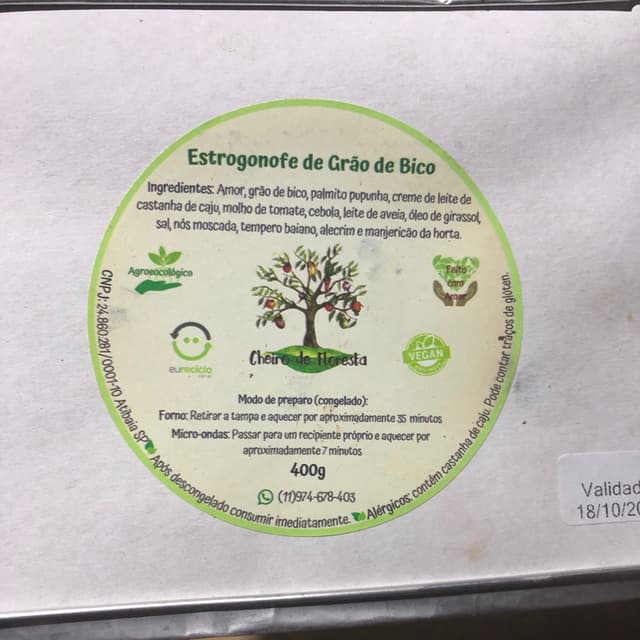 Estrogonofe de Grão de Bico
Ingredientes: Amor, grão de bico, palmito pupunha, creme de leite de
castanha de caju, molho de tomate, cebola, leite de aveia, óleo de girassol,
sal, nós moscada, tempero baiano, alecrim e manjericão da horta.
Agroecológico
Feito
com
Amor
eureciclo
VEGAN
Cheiro de Floresta
Modo de preparo (congelado):
Forno: Retirar a tampa e aquecer por aproximadamente 35 minutos
Micro-ondas: Passar para um recipiente próprio e aquecer por
aproximadamente 7 minutos
400g
(11)974-678-403
CNPJ: 24.860.281/0001-10 Atibaia SP
Após descongelado consumir imediatamente.
Alérgicos: contém castanha de caju. Pode contar traços de glúten.
Validad
18/10/20